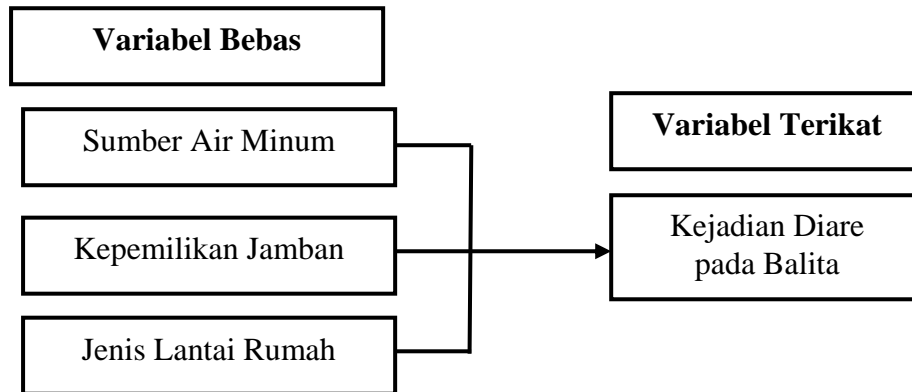 Variabel Bebas
Sumber Air Minum
Kepemilikan Jamban
Jenis Lantai Rumah
Variabel Terikat
Kejadian Diare
pada Balita